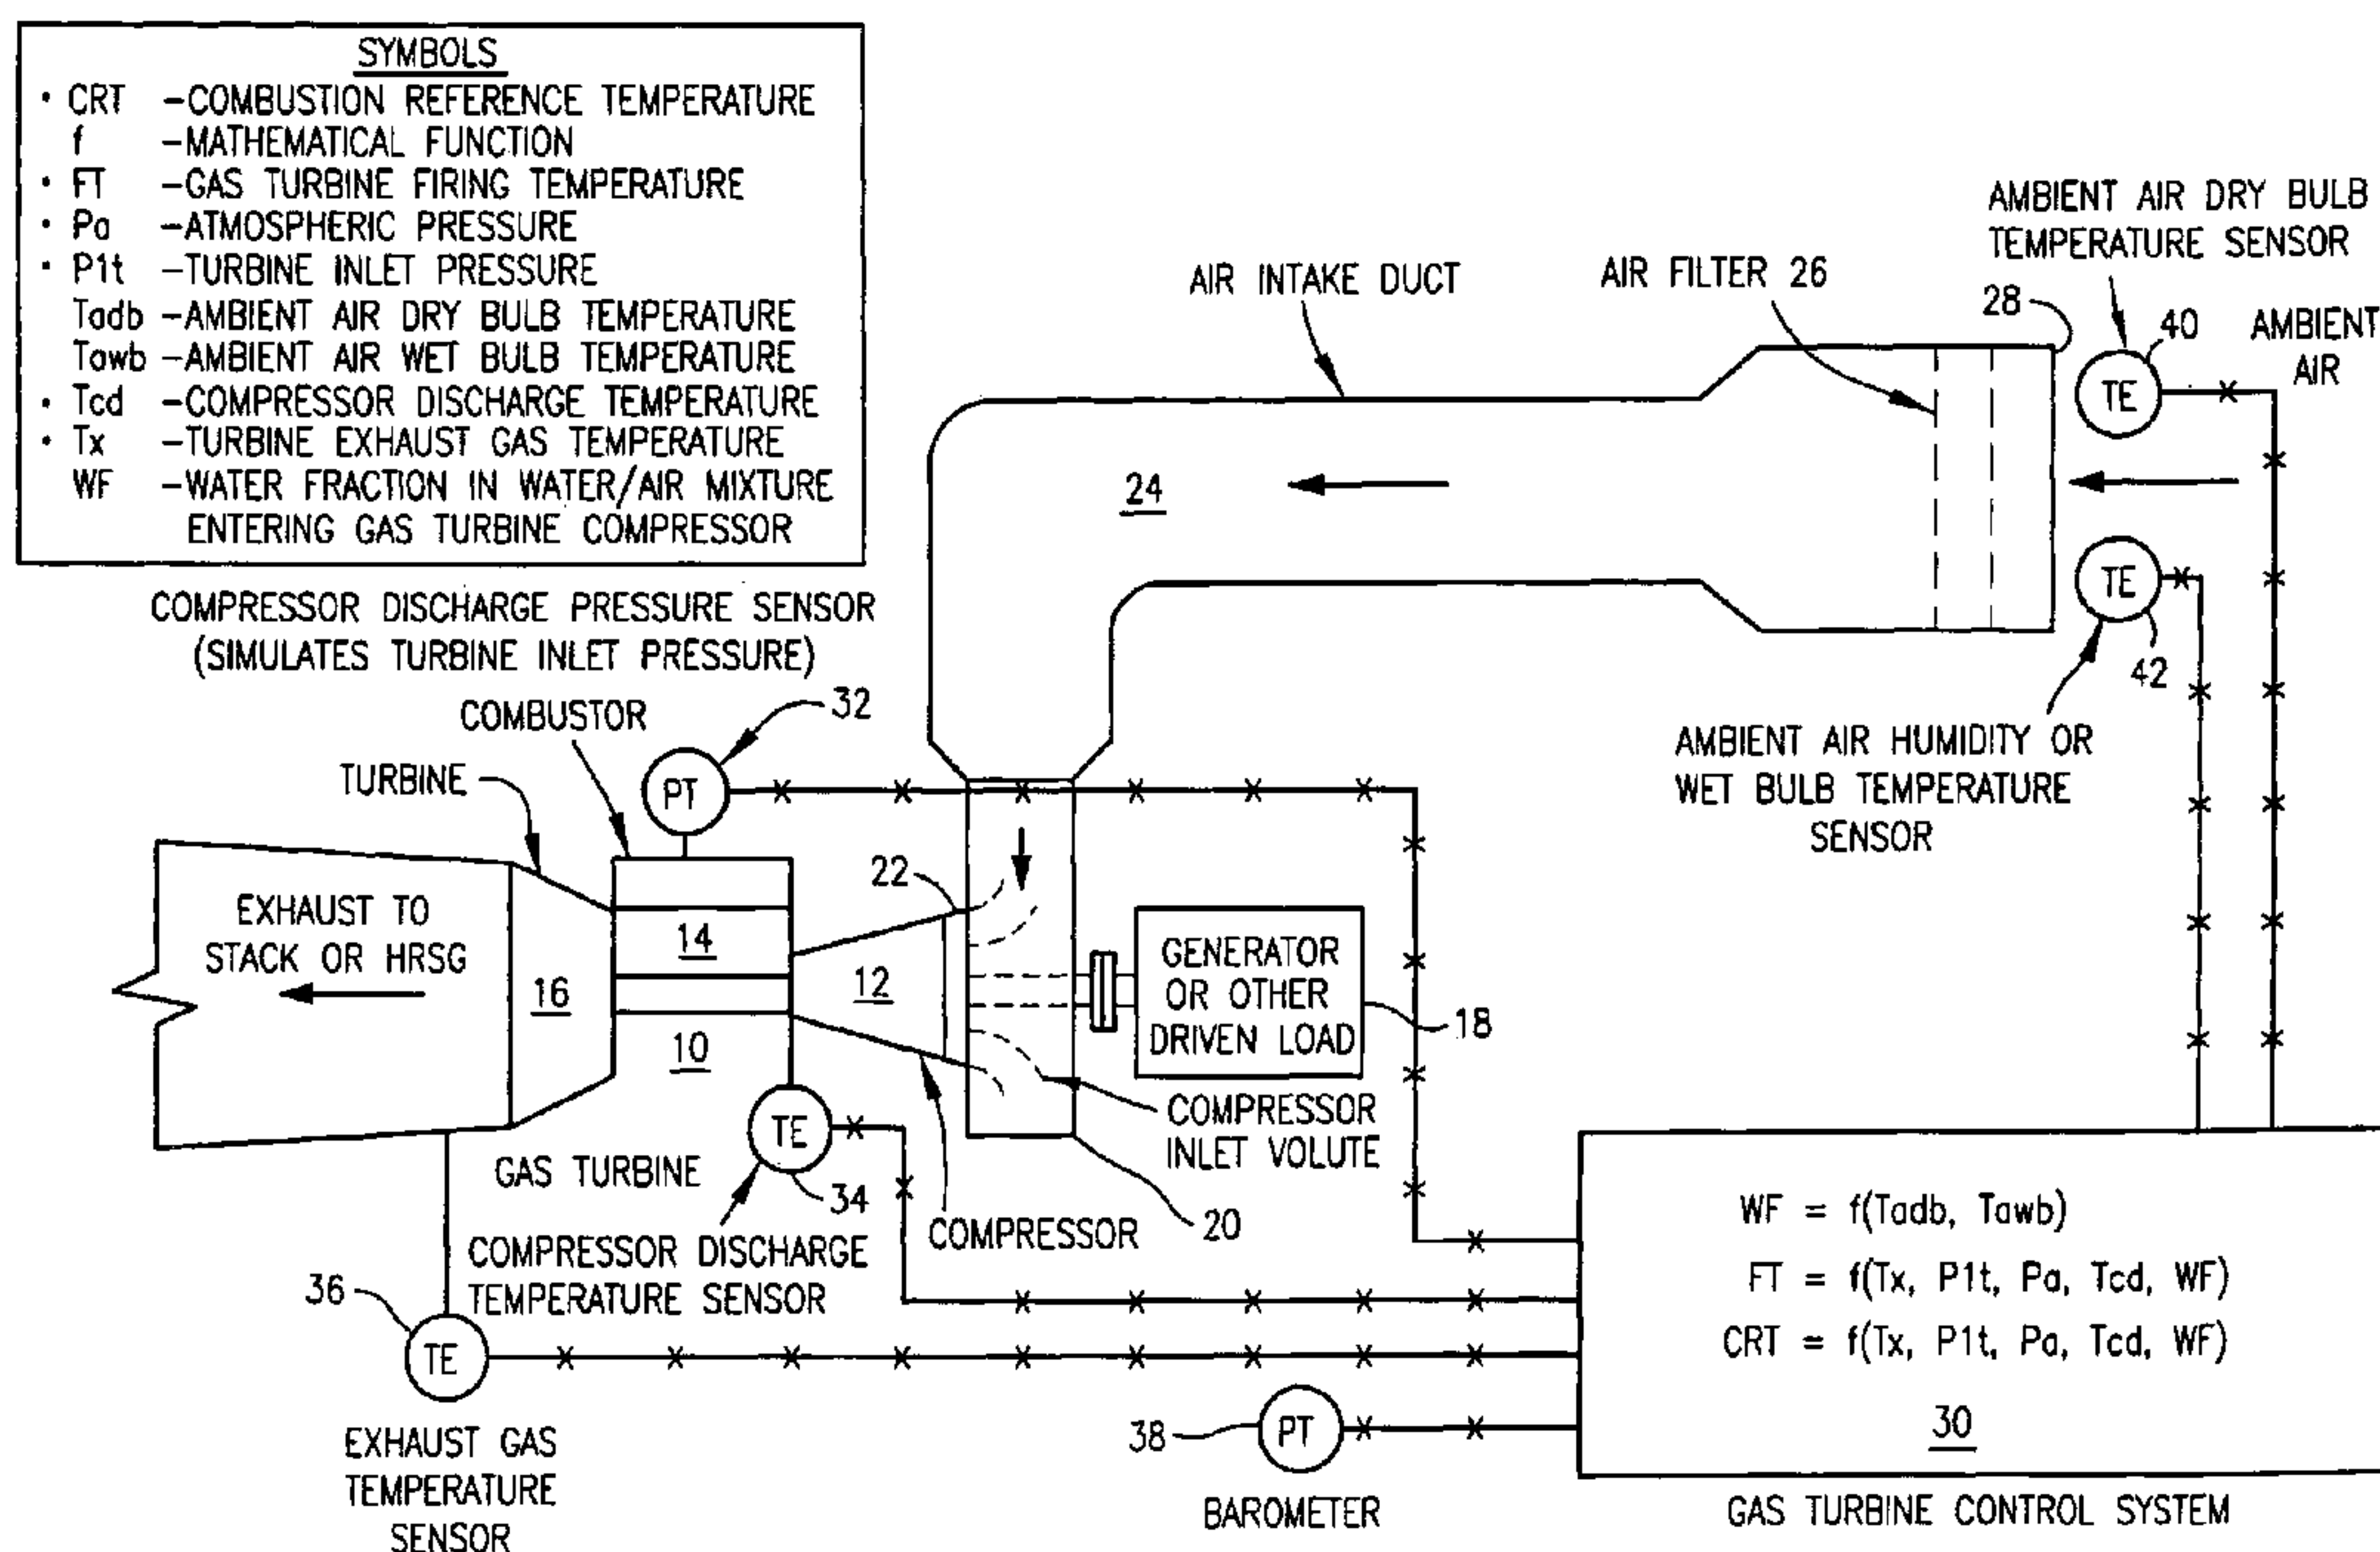 SYMBOLS
· CRT –COMBUSTION REFERENCE TEMPERATURE
f –MATHEMATICAL FUNCTION
· FT –GAS TURBINE FIRING TEMPERATURE
· Pa –ATMOSPHERIC PRESSURE
· P1t –TURBINE INLET PRESSURE
Tadb –AMBIENT AIR DRY BULB TEMPERATURE
Tawb –AMBIENT AIR WET BULB TEMPERATURE
· Tcd –COMPRESSOR DISCHARGE TEMPERATURE
· Tx –TURBINE EXHAUST GAS TEMPERATURE
WF –WATER FRACTION IN WATER/AIR MIXTURE
ENTERING GAS TURBINE COMPRESSOR
AMBIENT AIR DRY BULB
TEMPERATURE SENSOR
AIR INTAKE DUCT
AIR FILTER 26
28
40
AMBIENT
AIR
TE
24
TE
42
AMBIENT AIR HUMIDITY OR
WET BULB TEMPERATURE
SENSOR
COMPRESSOR DISCHARGE PRESSURE SENSOR
(SIMULATES TURBINE INLET PRESSURE)
COMBUSTOR
32
TURBINE
PT
22
EXHAUST TO
STACK OR HRSG
14
16
12
10
GENERATOR
OR OTHER
DRIVEN LOAD
18
COMPRESSOR
INLET VOLUTE
TE
34
GAS TURBINE
COMPRESSOR
20
COMPRESSOR DISCHARGE
TEMPERATURE SENSOR
36
TE
EXHAUST GAS
TEMPERATURE
SENSOR
38
PT
BAROMETER
WF = f(Tadb, Tawb)
FT = f(Tx, P1t, Pa, Tcd, WF)
CRT = f(Tx, P1t, Pa, Tcd, WF)
30
GAS TURBINE CONTROL SYSTEM